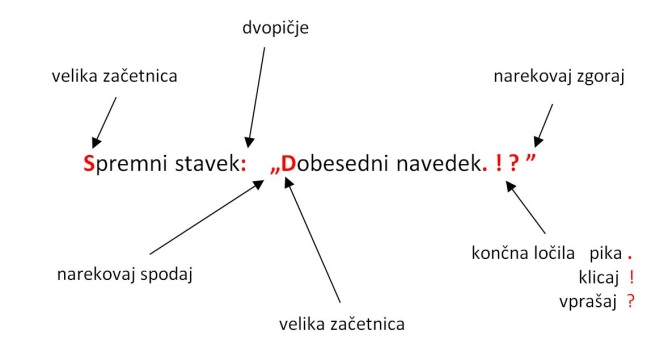 dvopičje
velika začetnica
narekovaj zgoraj
Spremni stavek: „Dobesedni navedek. ! ? ”
narekovaj spodaj
končna ločila pika .
klicaj !
vprašaj ?
velika začetnica